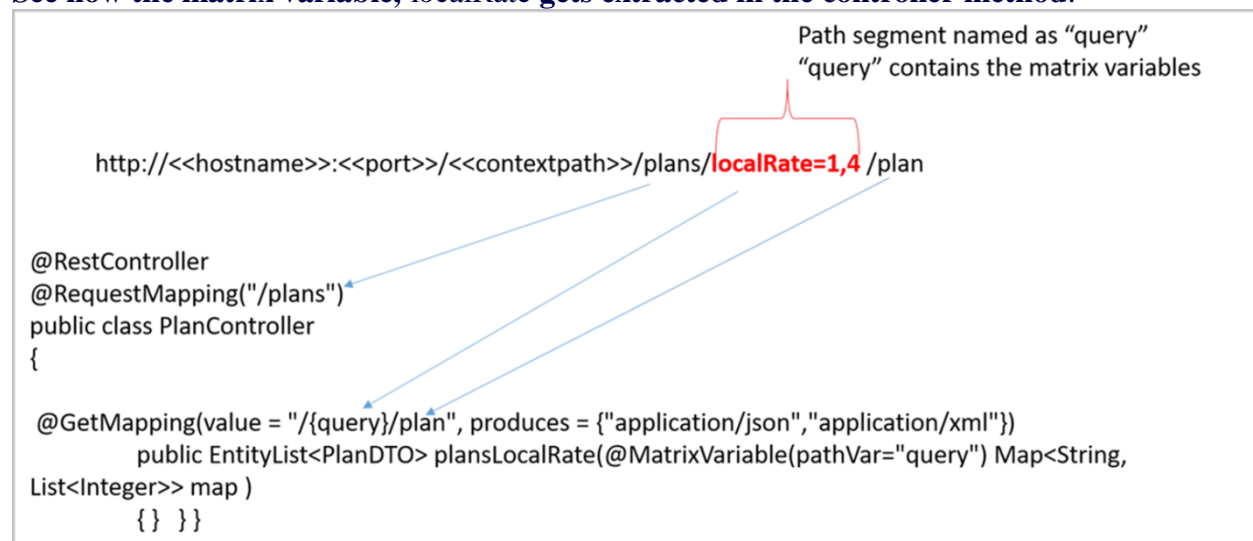 See how the matrix variable, localRate gets extracted in the controller method:
Path segment named as “query”
“query” contains the matrix variables
http://<<hostname>>:<<port>>/<<contextpath>>/plans/localRate=1,4 /plan
@RestController
@RequestMapping("/plans")
public class PlanController
{
@GetMapping(value = "/{query}/plan", produces = {"application/json","application/xml"})
public EntityList<PlanDTO> plansLocalRate(@MatrixVariable(pathVar="query") Map<String,
List<Integer>> map )
{ } } }